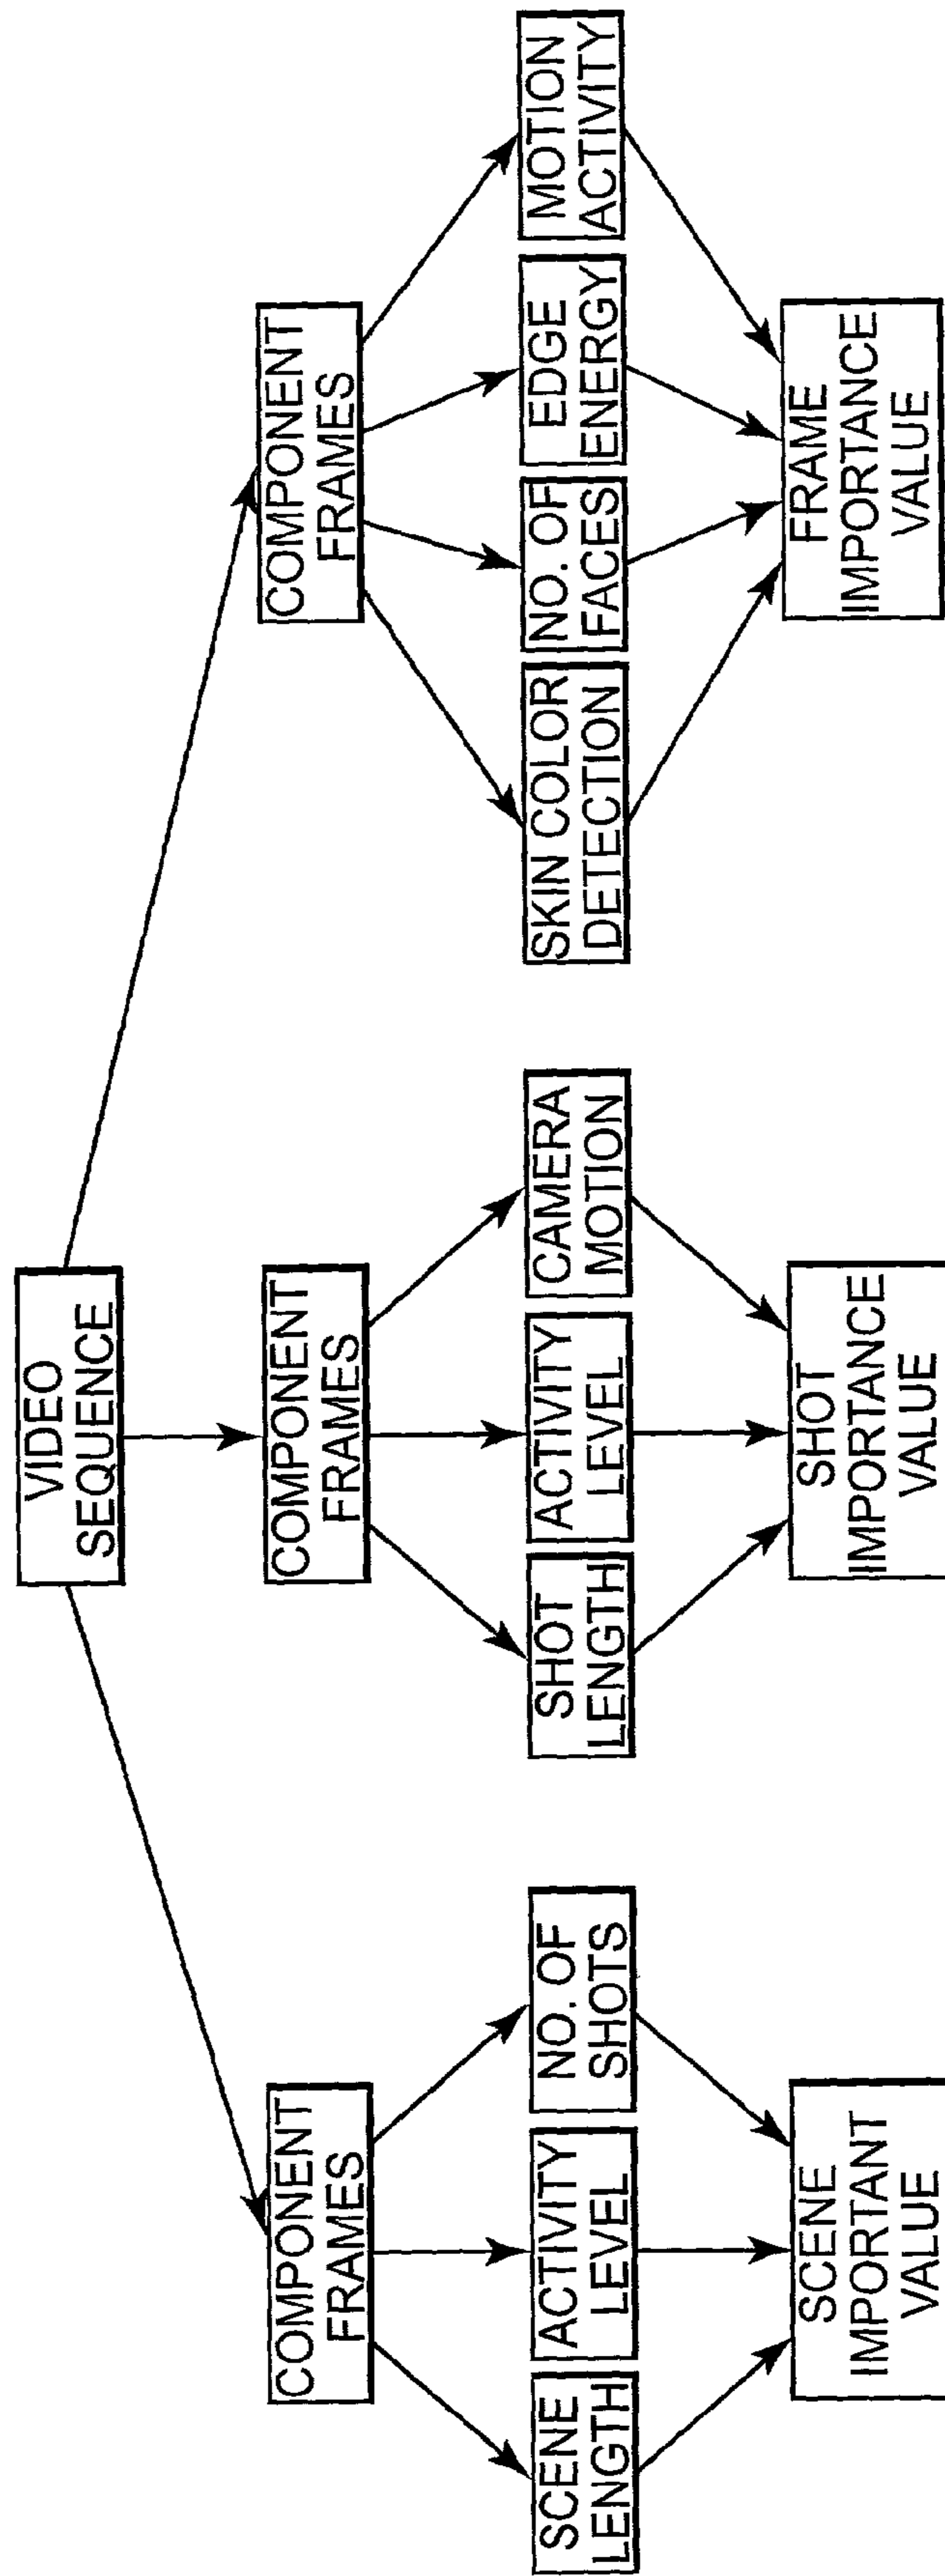 VIDEO
SEQUENCE
COMPONENT
FRAMES
COMPONENT
FRAMES
COMPONENT
FRAMES
SCENE
LENGTH
ACTIVITY
LEVEL
NO. OF
SHOTS
SHOT
LENGTH
ACTIVITY
LEVEL
CAMERA
MOTION
SKIN COLOR
DETECTION
NO. OF
FACES
EDGE
ENERGY
MOTION
ACTIVITY
SCENE
IMPORTANT
VALUE
SHOT
IMPORTANCE
VALUE
FRAME
IMPORTANCE
VALUE